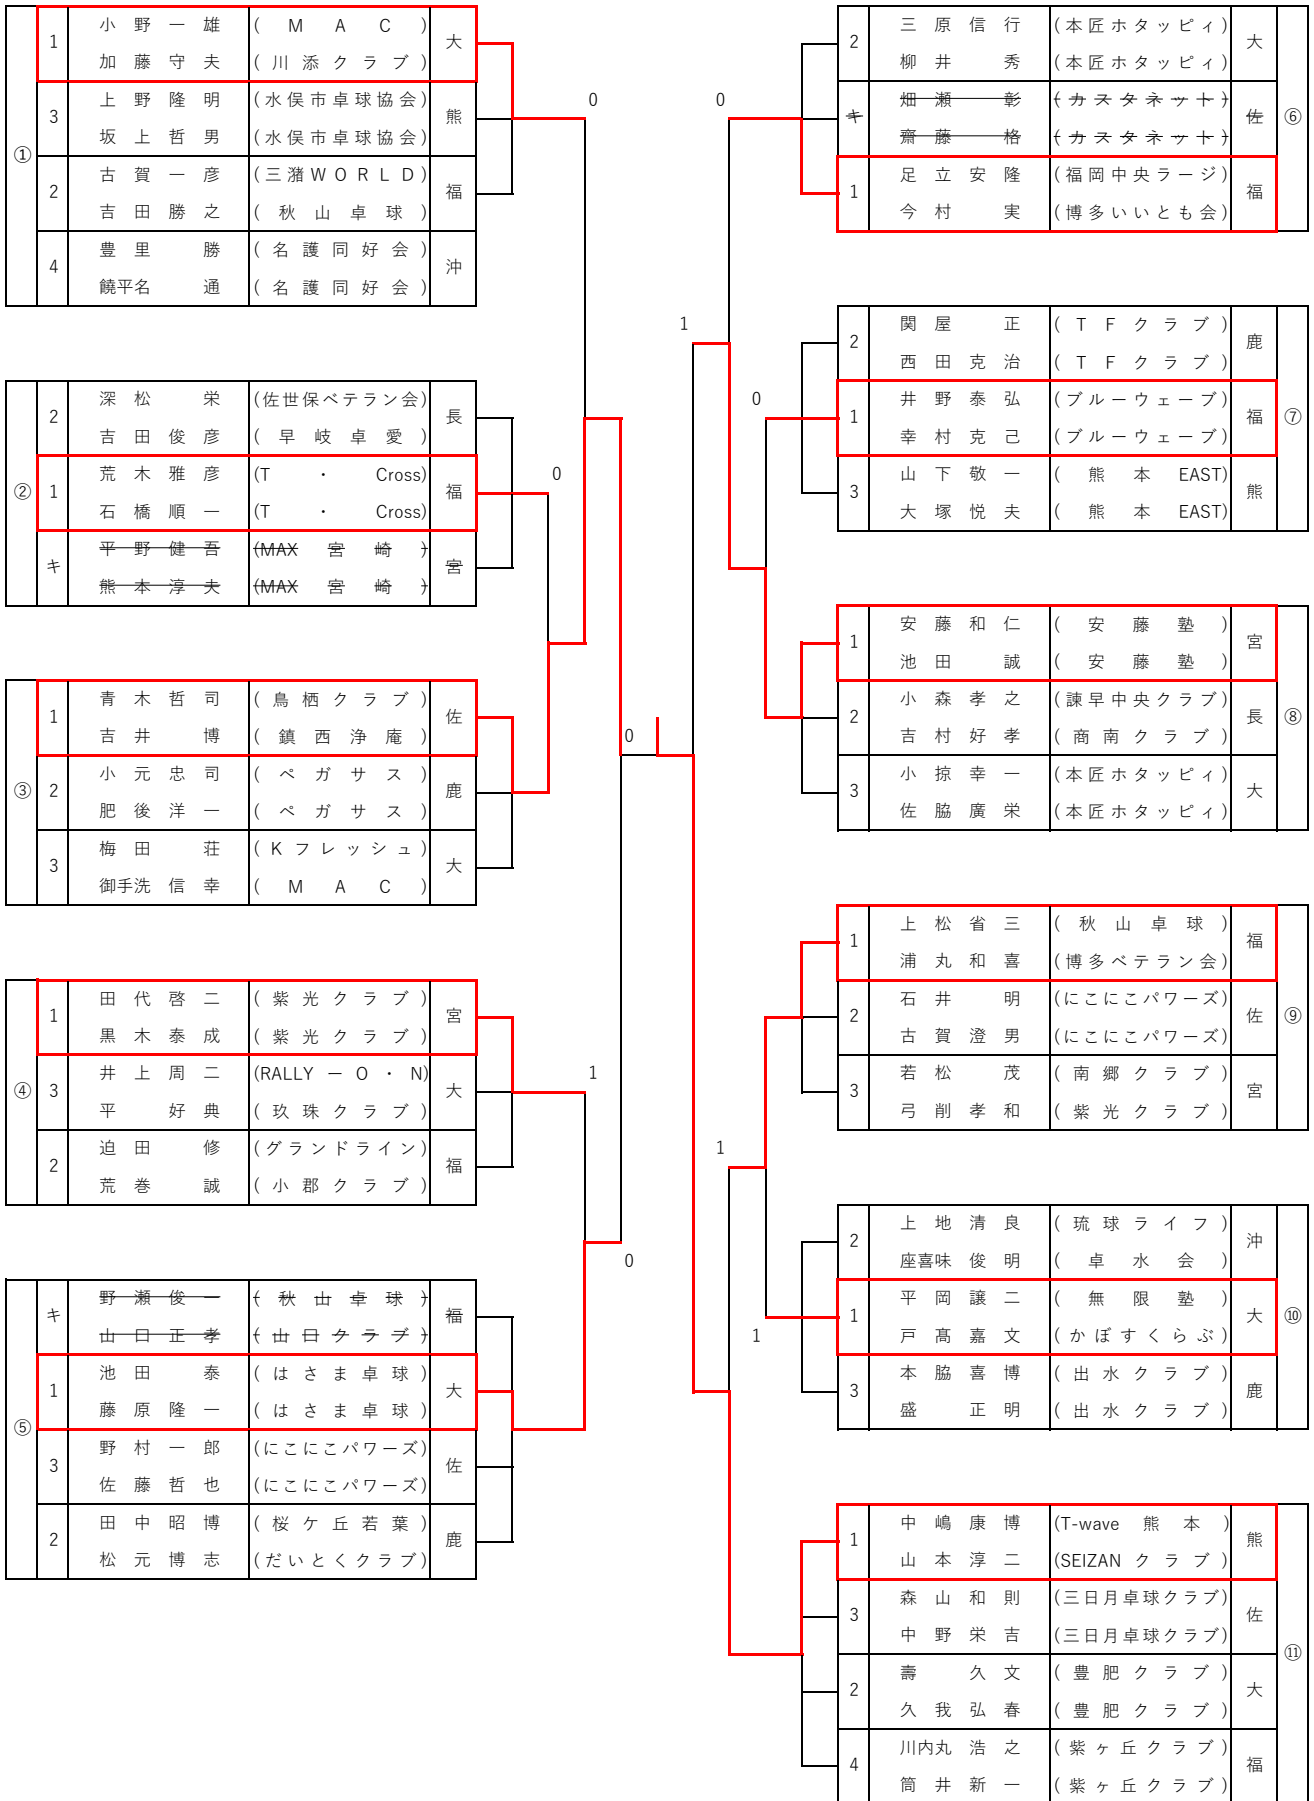 ①
1 小野一雄 (MAC) 大
加藤守夫 (川添クラブ)
3 上野隆明 (水俣市卓球協会) 熊
坂上哲男 (水俣市卓球協会)
2 古賀一彦 (三潴WORLD) 福
吉田勝之 (秋山卓球)
4 豊里勝 (名護同好会) 沖
饒平名通 (名護同好会)
②
2 深松栄 (佐世保ベテラン会) 長
吉田俊彦 (早岐卓愛)
1 荒木雅彦 (T・Cross) 福
石橋順一 (T・Cross)
キ 平野健吾 (MAX宮崎) 宮
熊本淳夫 (MAX宮崎)
③
1 青木哲司 (鳥栖クラブ) 佐
吉井博 (鎮西浄庵)
2 小元忠司 (ペガサス) 鹿
肥後洋一 (ペガサス)
3 梅田荘 (Kフレッシュ) 大
御手洗信幸 (MAC)
④
1 田代啓二 (紫光クラブ) 宮
黒木泰成 (紫光クラブ)
3 井上周二 (RALLYーO・N) 大
平好典 (玖珠クラブ)
2 迫田修 (グランドライン) 福
荒巻誠 (小郡クラブ)
⑤
キ 野瀬俊一 (秋山卓球) 福
山口正孝 (山口クラブ)
1 池田泰 (はさま卓球) 大
藤原隆一 (はさま卓球)
3 野村一郎 (にこにこパワーズ) 佐
佐藤哲也 (にこにこパワーズ)
2 田中昭博 (桜ケ丘若葉) 鹿
松元博志 (だいとくクラブ)
0
0
0
1
0
0
1
0
1
1
⑥
2 三原信行 (本匠ホタッピィ) 大
柳井秀 (本匠ホタッピィ)
キ 畑瀬彰 (カスタネット) 佐
齋藤格 (カスタネット)
1 足立安隆 (福岡中央ラージ) 福
今村実 (博多いいとも会)
⑦
2 関屋正 (TFクラブ) 鹿
西田克治 (TFクラブ)
1 井野泰弘 (ブルーウェーブ) 福
幸村克己 (ブルーウェーブ)
3 山下敬一 (熊本EAST) 熊
大塚悦夫 (熊本EAST)
⑧
1 安藤和仁 (安藤塾) 宮
池田誠 (安藤塾)
2 小森孝之 (諫早中央クラブ) 長
吉村好孝 (商南クラブ)
3 小掠幸一 (本匠ホタッピィ) 大
佐脇廣栄 (本匠ホタッピィ)
⑨
1 上松省三 (秋山卓球) 福
浦丸和喜 (博多ベテラン会)
2 石井明 (にこにこパワーズ) 佐
古賀澄男 (にこにこパワーズ)
3 若松茂 (南郷クラブ) 宮
弓削孝和 (紫光クラブ)
⑩
2 上地清良 (琉球ライフ) 沖
座喜味俊明 (卓水会)
1 平岡譲二 (無限塾) 大
戸髙嘉文 (かぼすくらぶ)
3 本脇喜博 (出水クラブ) 鹿
盛正明 (出水クラブ)
⑪
1 中嶋康博 (T-wave熊本) 熊
山本淳二 (SEIZANクラブ)
3 森山和則 (三日月卓球クラブ) 佐
中野栄吉 (三日月卓球クラブ)
2 壽久文 (豊肥クラブ) 大
久我弘春 (豊肥クラブ)
4 川内丸浩之 (紫ヶ丘クラブ) 福
筒井新一 (紫ヶ丘クラブ)